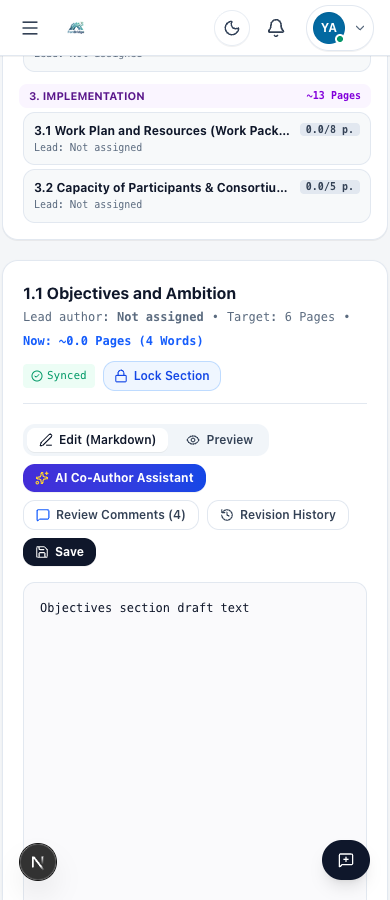 YA
3. IMPLEMENTATION ~13 Pages
3.1 Work Plan and Resources (Work Pack... 0.0/8 p.
Lead: Not assigned
3.2 Capacity of Participants & Consortiu... 0.0/5 p.
Lead: Not assigned
1.1 Objectives and Ambition
Lead author: Not assigned • Target: 6 Pages •
Now: ~0.0 Pages (4 Words)
Synced Lock Section
Edit (Markdown) Preview
AI Co-Author Assistant
Review Comments (4) Revision History
Save
Objectives section draft text
N